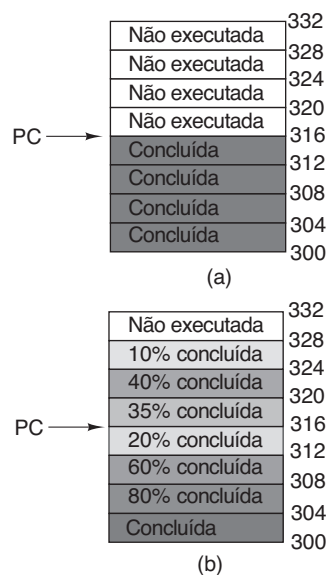 332
Não executada
328
Não executada
324
Não executada
320
Não executada
PC
316
Concluída
312
Concluída
308
Concluída
304
Concluída
300
(a)
332
Não executada
328
10% concluída
324
40% concluída
320
35% concluída
PC
316
20% concluída
312
60% concluída
308
80% concluída
304
Concluída
300
(b)